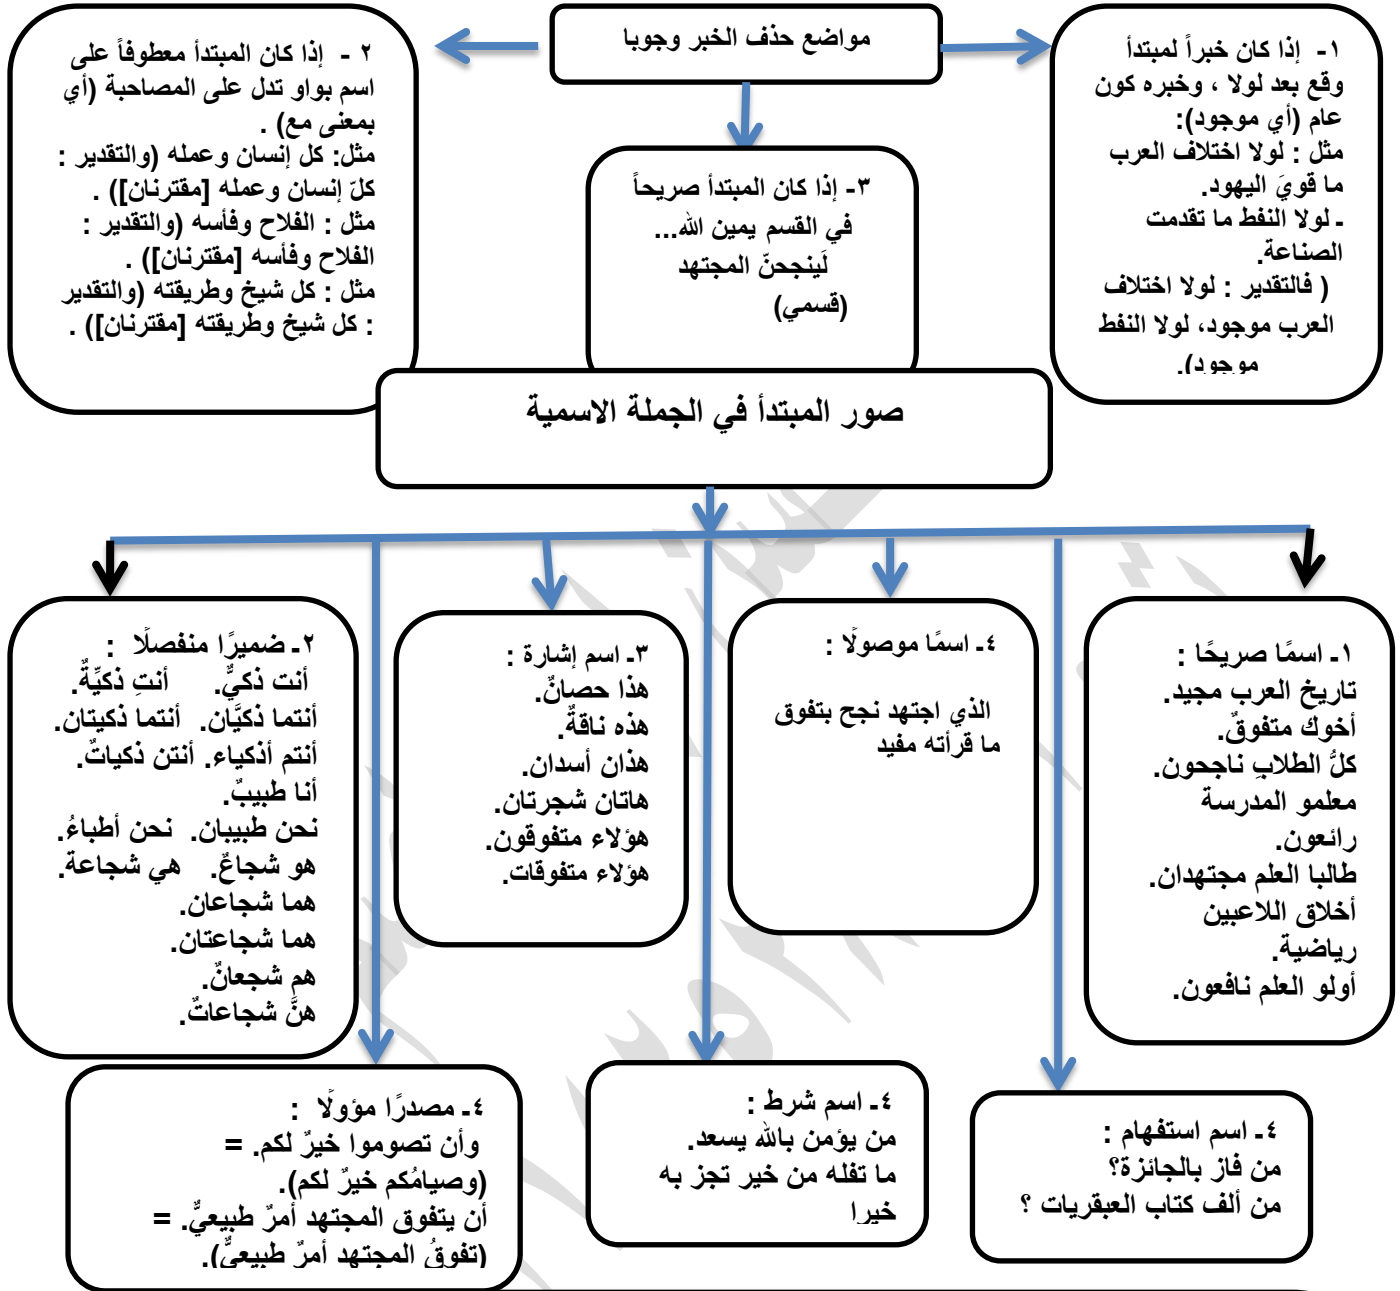 مواضع حذف الخبر وجوبا
١- إذا كان خبراً لمبتدأ
وقع بعد لولا ، وخبره كون
عام (أي موجود):
مثل : لولا اختلاف العرب
ما قويَ اليهود.
ـ لولا النفط ما تقدمت
الصناعة.
( فالتقدير : لولا اختلاف
العرب موجود، لولا النفط
موجود).
٢ - إذا كان المبتدأ معطوفاً على
اسم بواو تدل على المصاحبة (أي
بمعنى مع) .
مثل: كل إنسان وعمله (والتقدير :
كلّ إنسان وعمله [مقترنان]) .
مثل : الفلاح وفأسه (والتقدير :
الفلاح وفأسه [مقترنان]) .
مثل : كل شيخ وطريقته (والتقدير
: كل شيخ وطريقته [مقترنان]) .
٣- إذا كان المبتدأ صريحاً
في القسم يمين الله...
لَينجحنّ المجتهد
(قسمي)
صور المبتدأ في الجملة الاسمية
١ـ اسمًا صريحًا :
تاريخ العرب مجيد.
أخوك متفوقٌ.
كلُّ الطلابِ ناجحون.
معلمو المدرسة
رائعون.
طالبا العلم مجتهدان.
أخلاق اللاعبين
رياضية.
أولو العلم نافعون.
٢ـ ضميرًا منفصلًا :
أنت ذكيٌّ. أنتِ ذكيِّةٌ.
أنتما ذكيَّان. أنتما ذكيتان.
أنتم أذكياء. أنتن ذكياتٌ.
أنا طبيبٌ.
نحن طبيبان. نحن أطباءُ.
هو شجاعٌ. هي شجاعة.
هما شجاعان.
هما شجاعتان.
هم شجعانٌ.
هنَّ شجاعاتٌ.
٣ـ اسم إشارة :
هذا حصانٌ.
هذه ناقةٌ.
هذان أسدان.
هاتان شجرتان.
هؤلاء متفوقون.
هؤلاء متفوقات.
٤ـ اسمًا موصولًا :
الذي اجتهد نجح بتفوق
ما قرأته مفيد
٤ـ اسم استفهام :
من فاز بالجائزة؟
من ألف كتاب العبقريات ؟
٤ـ اسم شرط :
من يؤمن بالله يسعد.
ما تفله من خير تجز به
خيرا
٤ـ مصدرًا مؤولًا :
وأن تصوموا خيرٌ لكم. =
(وصيامُكم خيرٌ لكم).
أن يتفوق المجتهد أمرٌ طبيعيٌّ. =
(تفوقُ المجتهد أمرٌ طبيعيٌّ).